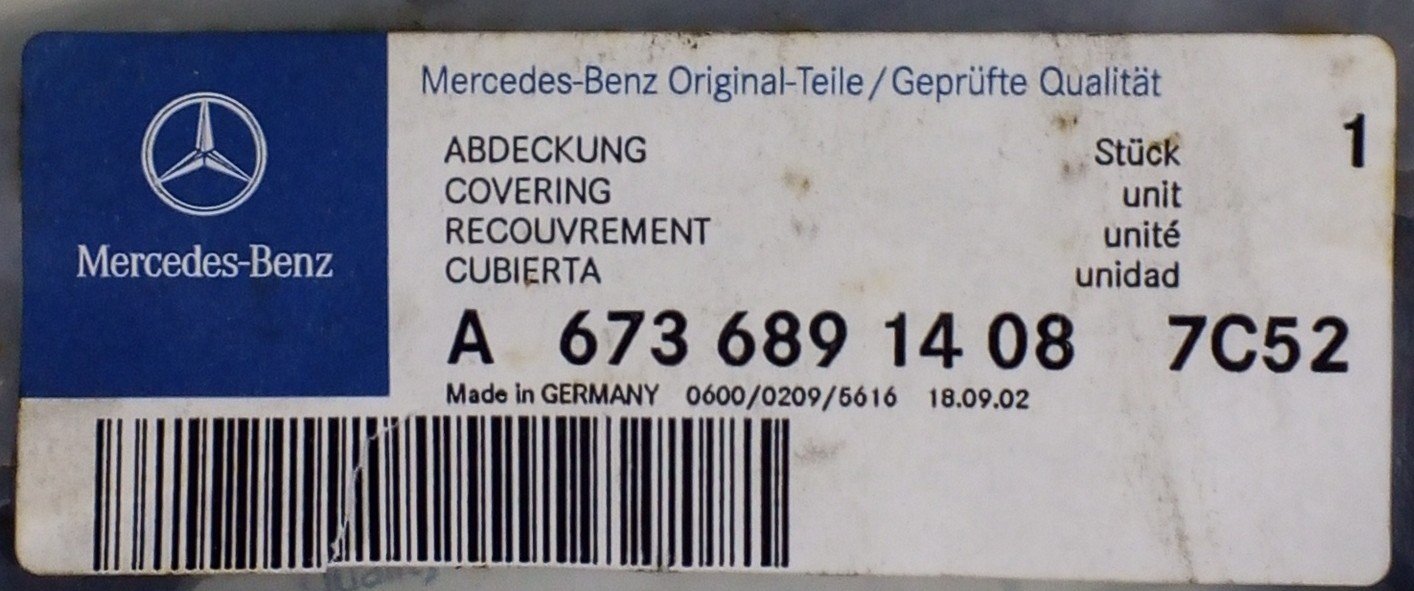 Mercedes-Benz
Mercedes-Benz Original-Teile/Geprüfte Qualität
ABDECKUNG Stück 1
COVERING unit
RECOUVREMENT unité
CUBIERTA unidad
A 673 689 14 08 7C52
Made in GERMANY 0600/0209/5616 18.09.02